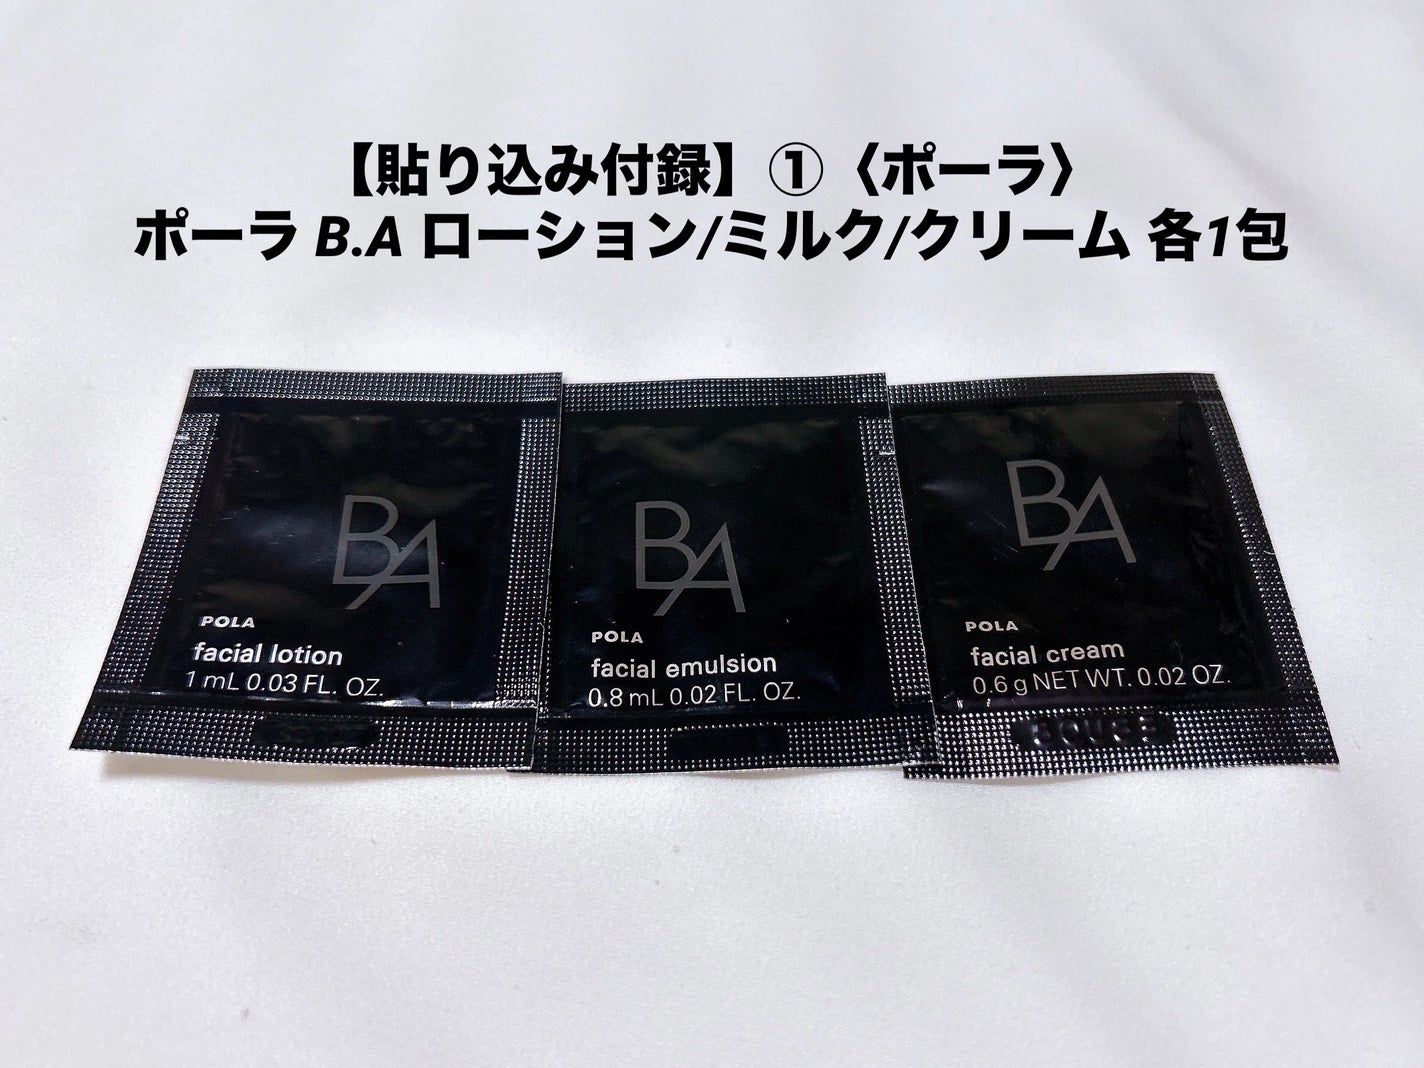 【貼り込み付録】①〈ポーラ〉
ポーラ B.A ローション/ミルク/クリーム 各1包
BA
POLA
facial lotion
1 mL 0.03 FL. OZ.
BA
POLA
facial emulsion
0.8 mL 0.02 FL. OZ.
BA
POLA
facial cream
0.6 g NET WT. 0.02 OZ.